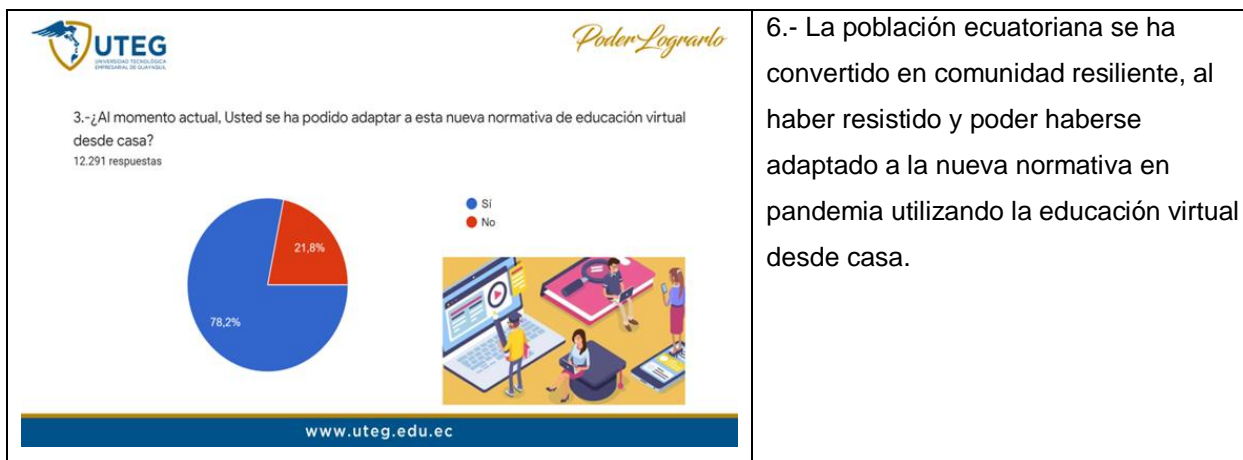 UTEG
UNIVERSIDAD TECNOLÓGICA
EMPRESARIAL DE GUAYAQUIL
Poder Lograrlo
3.-¿Al momento actual, Usted se ha podido adaptar a esta nueva normativa de educación virtual
desde casa?
12.291 respuestas
Sí
No
21,8%
78,2%
www.uteg.edu.ec
6.- La población ecuatoriana se ha
convertido en comunidad resiliente, al
haber resistido y poder haberse
adaptado a la nueva normativa en
pandemia utilizando la educación virtual
desde casa.